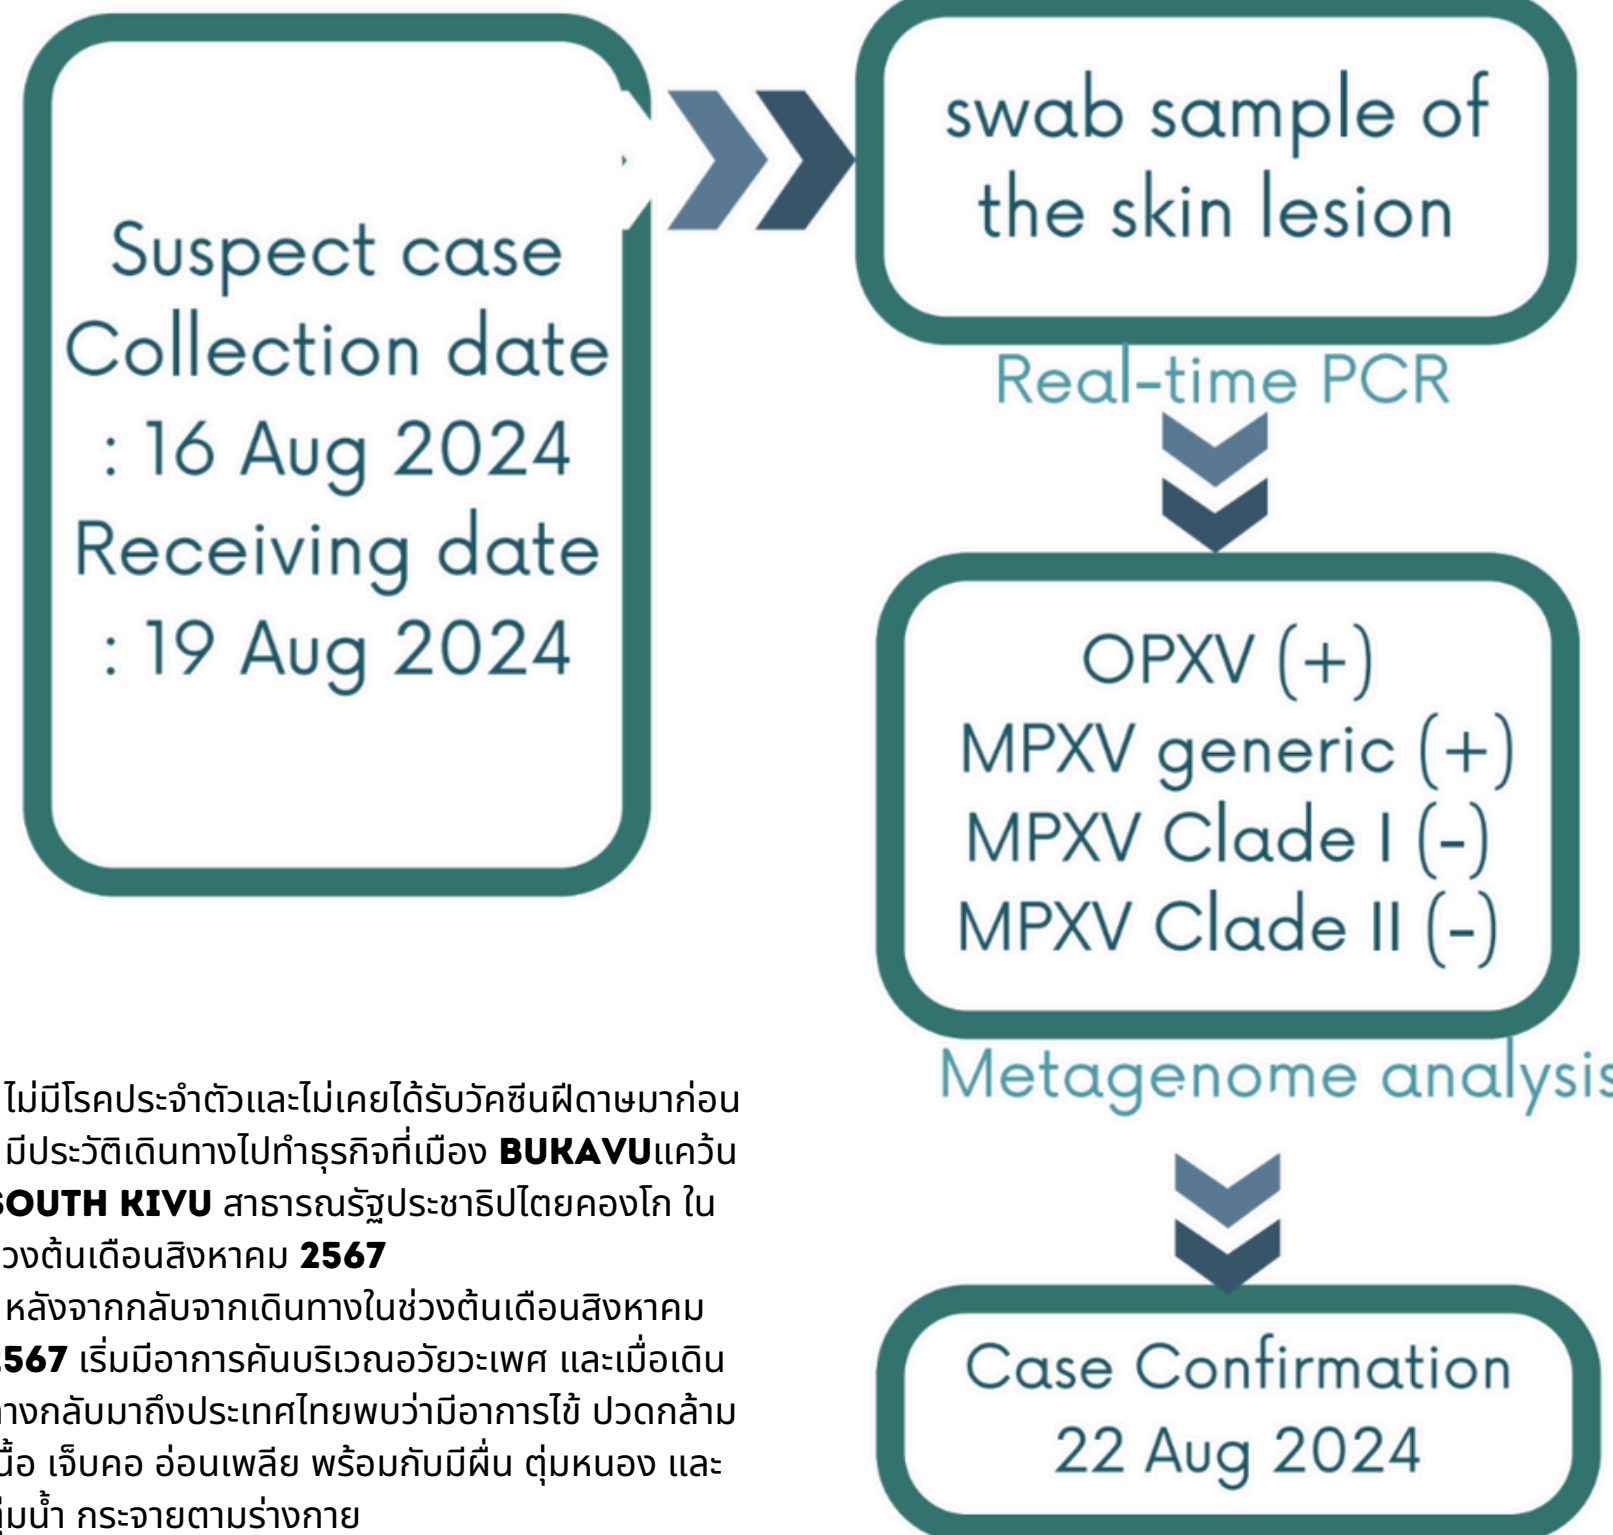 Suspect case
Collection date
: 16 Aug 2024
Receiving date
: 19 Aug 2024
swab sample of
the skin lesion
Real-time PCR
OPXV (+)
MPXV generic (+)
MPXV Clade I (-)
MPXV Clade II (-)
Metagenome analysis
Case Confirmation
22 Aug 2024
ไม่มีโรคประจำตัวและไม่เคยได้รับวัคซีนฝีดาษมาก่อน
มีประวัติเดินทางไปทำธุรกิจที่เมือง BUKAVUแคว้น
SOUTH KIVU สาธารณรัฐประชาธิปไตยคองโก ใน
ช่วงต้นเดือนสิงหาคม 2567
หลังจากกลับจากเดินทางในช่วงต้นเดือนสิงหาคม
2567 เริ่มมีอาการคันบริเวณอวัยวะเพศ และเมื่อเดิน
ทางกลับมาถึงประเทศไทยพบว่ามีอาการไข้ ปวดกล้าม
เนื้อ เจ็บคอ อ่อนเพลีย พร้อมกับมีผื่น ตุ่มหนอง และ
ตุ่มน้ำ กระจายตามร่างกาย